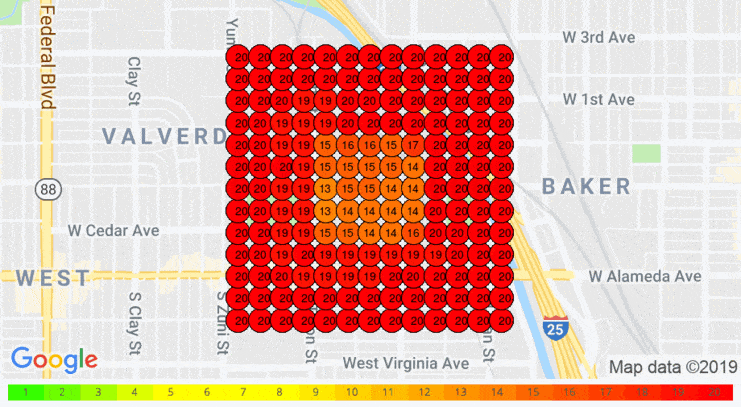 Federal Blvd
Yum
W 3rd Ave
20 20 20 20 20 20 20 20 20 20 20 20 20
20 20 20 20 20 20 20 20 20 20 20 20 20
Clay St
W 1st Ave
20 20 20 19 19 20 20 20 20 20 20 20 20
20 20 19 19 19 20 20 20 20 20 20 20 20
VALVERD
20 20 19 19 15 16 16 15 17 20 20 20 20
20 20 19 19 15 15 15 15 14 20 20 20 20
88
BAKER
20 20 19 19 13 15 15 14 14 20 20 20 20
20 20 19 19 13 14 14 14 14 20 20 20 20
W Cedar Ave
20 20 19 19 15 15 14 14 16 20 20 20 20
20 20 19 20 19 19 19 19 19 19 20 20 20
WEST
20 20 20 19 19 19 19 20 20 20 20 20 20
W Alameda Ave
20 20 20 20 20 20 20 20 20 20 20 20 20
S Clay St
S Zuni St
20 20 20 20 20 20 20 20 20 20 20 20 20
25
Google
West Virginia Ave
Map data ©2019
1 2 3 4 5 6 7 8 9 10 11 12 13 14 15 16 17